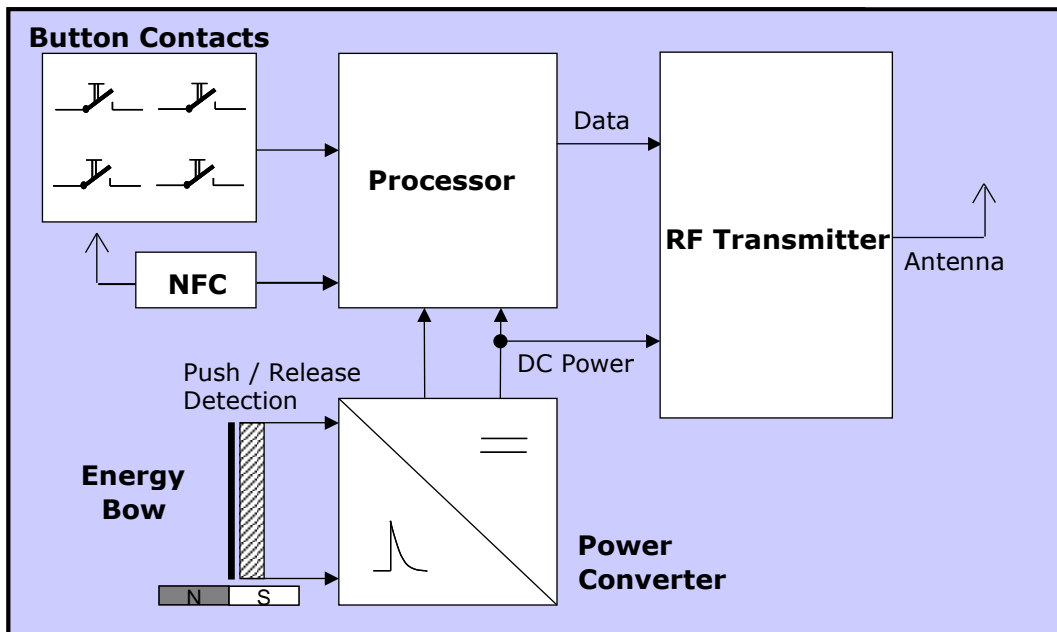 Button Contacts
Data
Processor
RF Transmitter
Antenna
NFC
DC Power
Push / Release
Detection
Energy
Bow
Power
Converter
N S